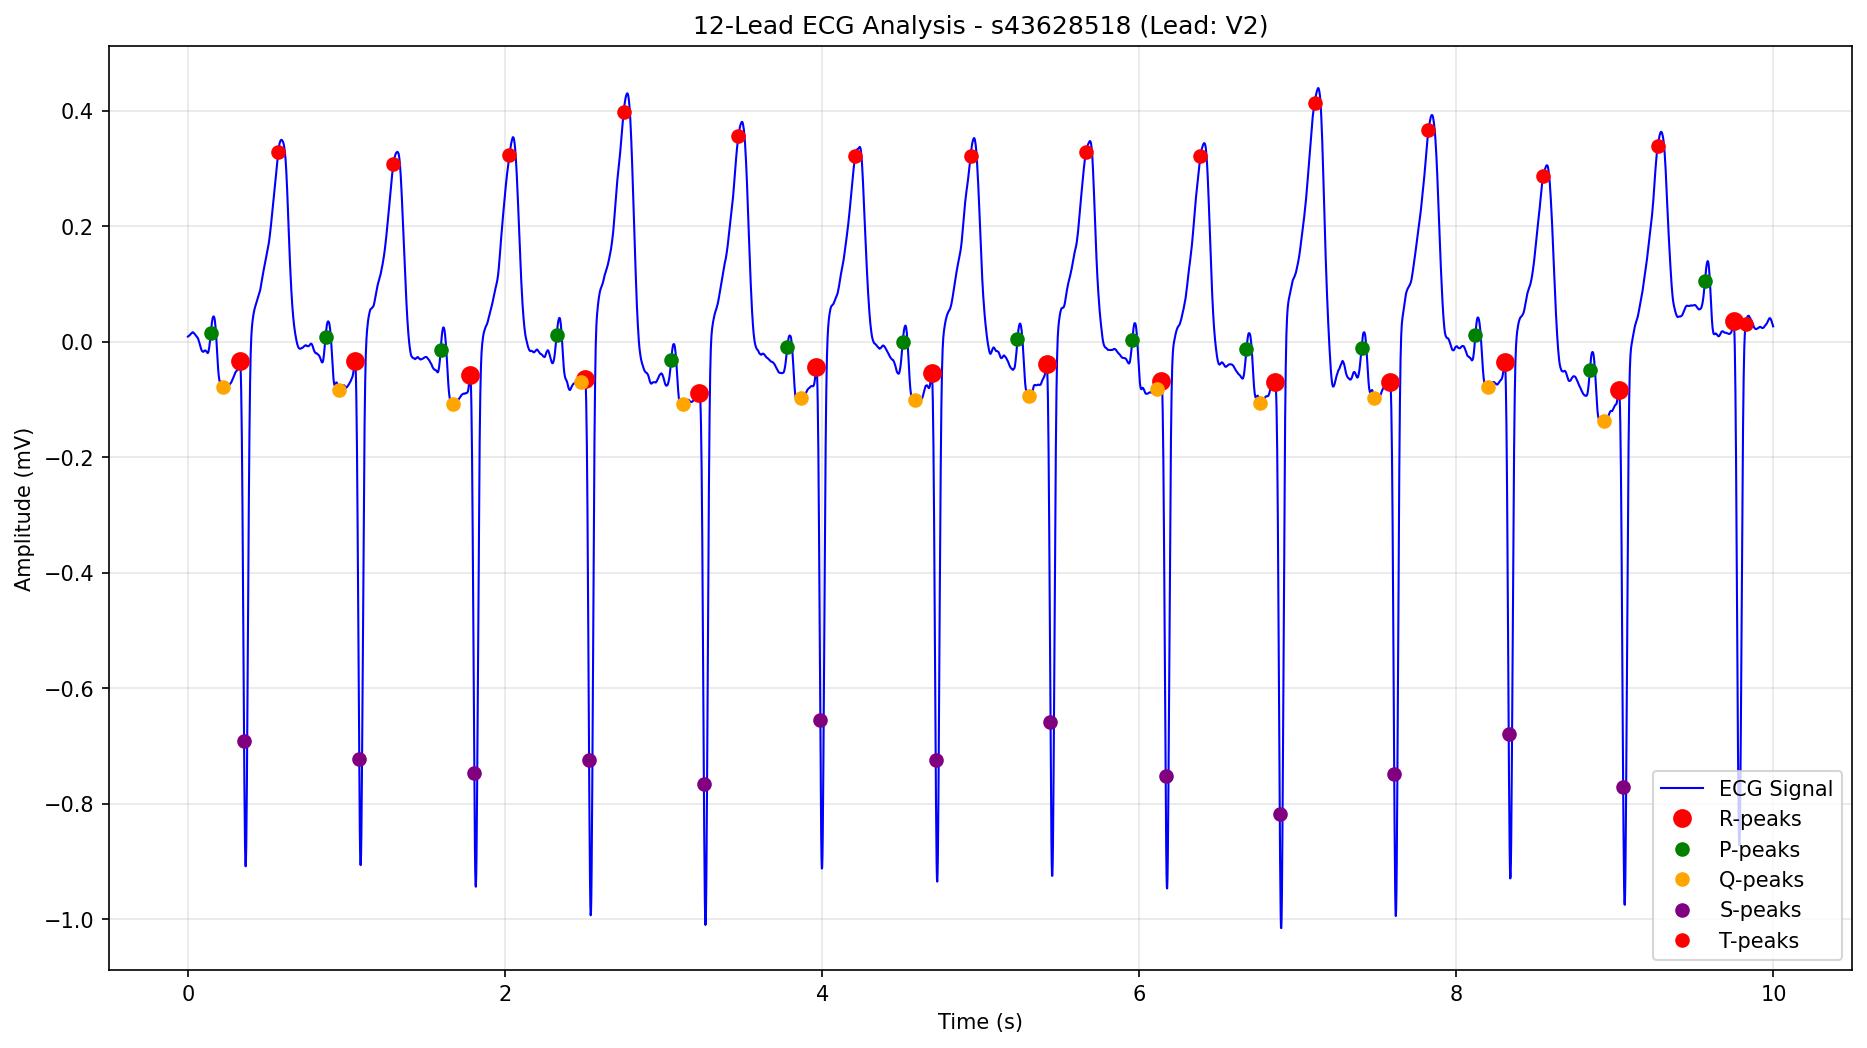 12-Lead ECG Analysis - s43628518 (Lead: V2)
Amplitude (mV)
0.4
0.2
0.0
−0.2
−0.4
−0.6
−0.8
−1.0
ECG Signal
R-peaks
P-peaks
Q-peaks
S-peaks
T-peaks
0 2 4 6 8 10
Time (s)